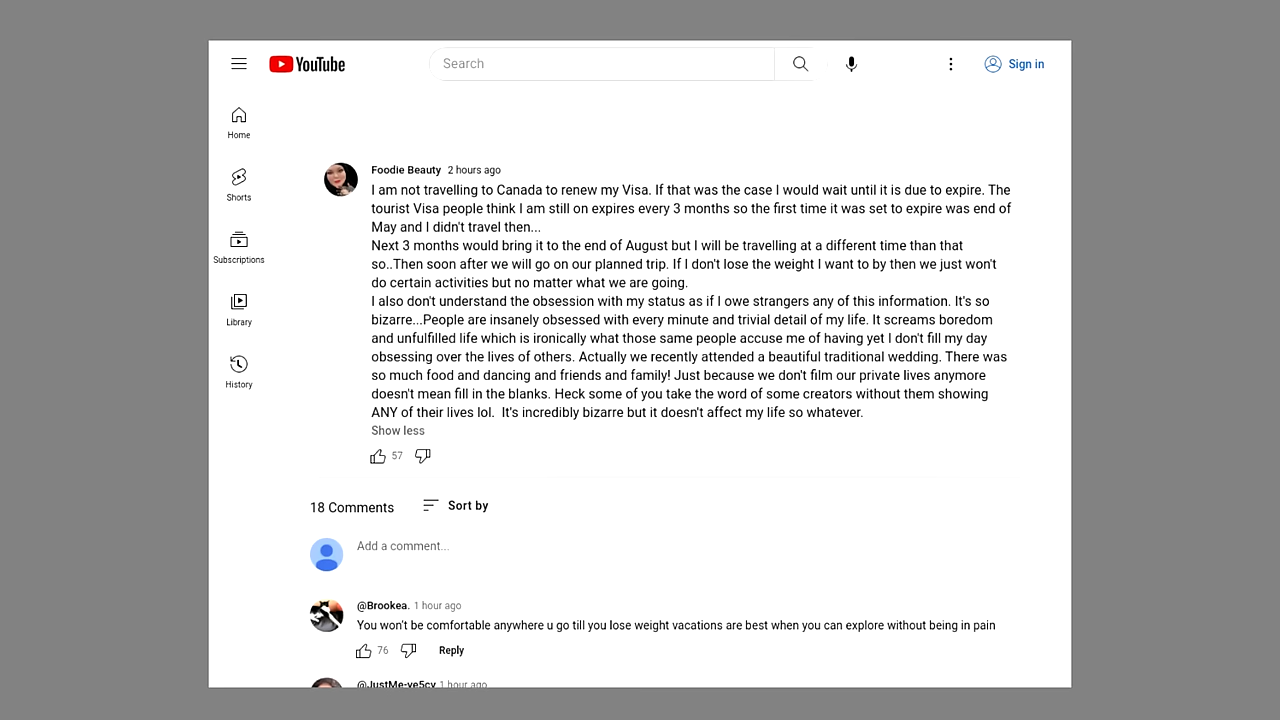 YouTube
Search
Sign in
Home
Shorts
Subscriptions
Library
History
Foodie Beauty 2 hours ago
I am not travelling to Canada to renew my Visa. If that was the case I would wait until it is due to expire. The
tourist Visa people think I am still on expires every 3 months so the first time it was set to expire was end of
May and I didn't travel then...
Next 3 months would bring it to the end of August but I will be travelling at a different time than that
so..Then soon after we will go on our planned trip. If I don't lose the weight I want to by then we just won't
do certain activities but no matter what we are going.
I also don't understand the obsession with my status as if I owe strangers any of this information. It's so
bizarre...People are insanely obsessed with every minute and trivial detail of my life. It screams boredom
and unfulfilled life which is ironically what those same people accuse me of having yet I don't fill my day
obsessing over the lives of others. Actually we recently attended a beautiful traditional wedding. There was
so much food and dancing and friends and family! Just because we don't film our private lives anymore
doesn't mean fill in the blanks. Heck some of you take the word of some creators without them showing
ANY of their lives lol. It's incredibly bizarre but it doesn't affect my life so whatever.
Show less
57
18 Comments Sort by
Add a comment...
@Brookea. 1 hour ago
You won't be comfortable anywhere u go till you lose weight vacations are best when you can explore without being in pain
76 Reply
@JustMe-ve5cv 1 hour ago